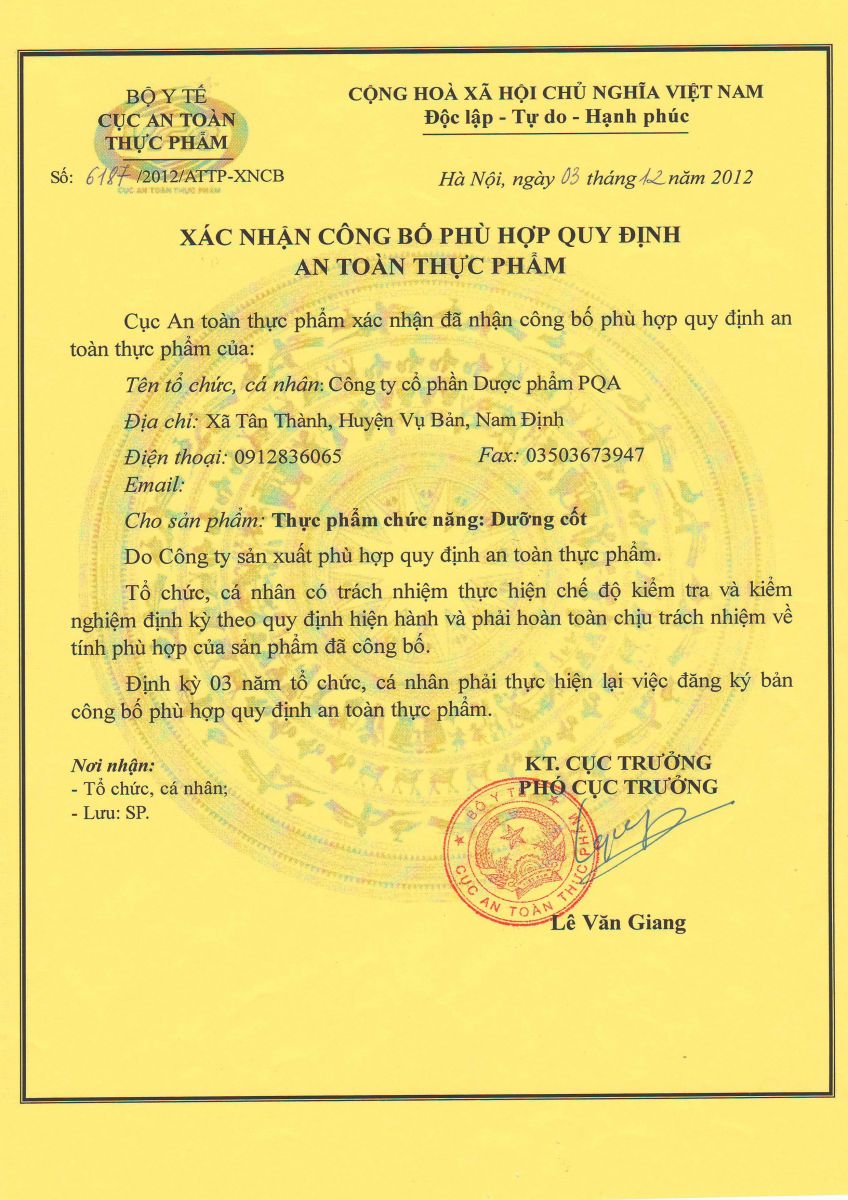 BỘ Y TẾ
CỤC AN TOÀN
THỰC PHẨM
CỤC AN TOÀN THỰC PHẨM
Số: 6187 /2012/ATTP-XNCB
CỘNG HOÀ XÃ HỘI CHỦ NGHĨA VIỆT NAM
Độc lập - Tự do - Hạnh phúc
Hà Nội, ngày 03 tháng 12 năm 2012
XÁC NHẬN CÔNG BỐ PHÙ HỢP QUY ĐỊNH
AN TOÀN THỰC PHẨM
Cục An toàn thực phẩm xác nhận đã nhận công bố phù hợp quy định an
toàn thực phẩm của:
Tên tổ chức, cá nhân: Công ty cổ phần Dược phẩm PQA
Địa chỉ: Xã Tân Thành, Huyện Vụ Bản, Nam Định
Điện thoại: 0912836065 Fax: 03503673947
Email:
Cho sản phẩm: Thực phẩm chức năng: Dưỡng cốt
Do Công ty sản xuất phù hợp quy định an toàn thực phẩm.
Tổ chức, cá nhân có trách nhiệm thực hiện chế độ kiểm tra và kiểm
nghiệm định kỳ theo quy định hiện hành và phải hoàn toàn chịu trách nhiệm về
tính phù hợp của sản phẩm đã công bố.
Định kỳ 03 năm tổ chức, cá nhân phải thực hiện lại việc đăng ký bản
công bố phù hợp quy định an toàn thực phẩm.
Nơi nhận:
- Tổ chức, cá nhân;
- Lưu: SP.
KT. CỤC TRƯỞNG
PHÓ CỤC TRƯỞNG
BỘ Y TẾ
CỤC AN TOÀN THỰC PHẨM
Lê Văn Giang